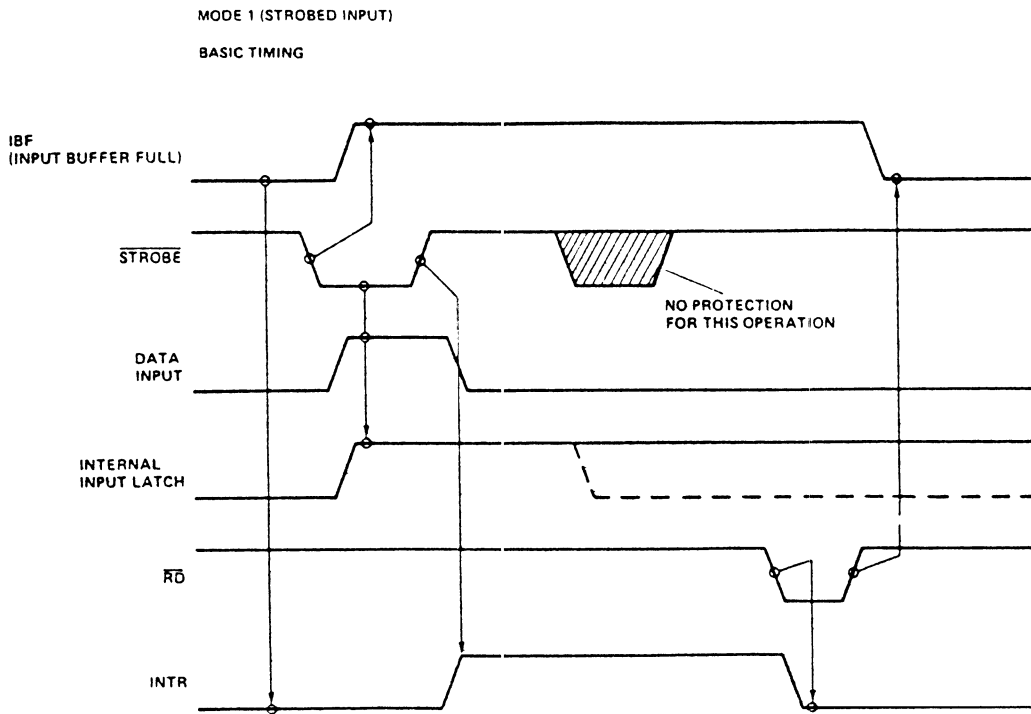 MODE 1 (STROBED INPUT)
BASIC TIMING
IBF
(INPUT BUFFER FULL)
STROBE
NO PROTECTION
FOR THIS OPERATION
DATA
INPUT
INTERNAL
INPUT LATCH
RD
INTR